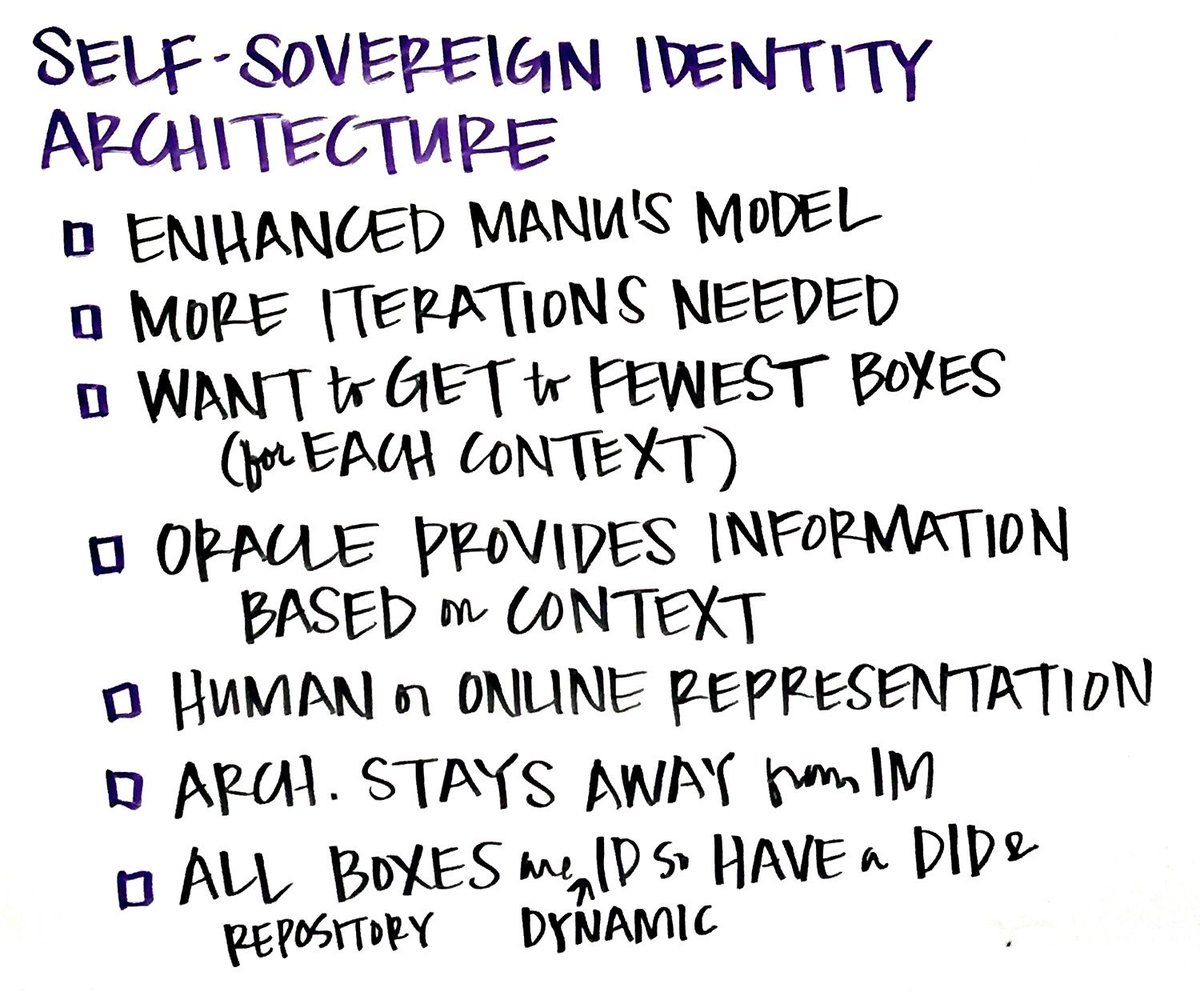 SELF-SOVEREIGN IDENTITY
ARCHITECTURE
ENHANCED MANU'S MODEL
MORE ITERATIONS NEEDED
WANT to GET to FEWEST BOXES
(for EACH CONTEXT)
ORACLE PROVIDES INFORMATION
BASED on CONTEXT
HUMAN or ONLINE REPRESENTATION
ARCH. STAYS AWAY from IM
ALL BOXES are ID so HAVE a DID &
REPOSITORY DYNAMIC